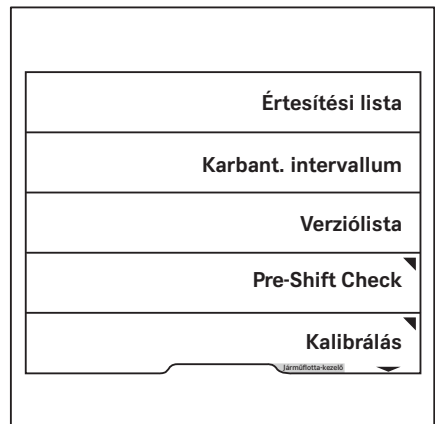 Értesítési lista
Karbant. intervallum
Verziólista
Pre-Shift Check
Kalibrálás
Járműflotta-kezelő